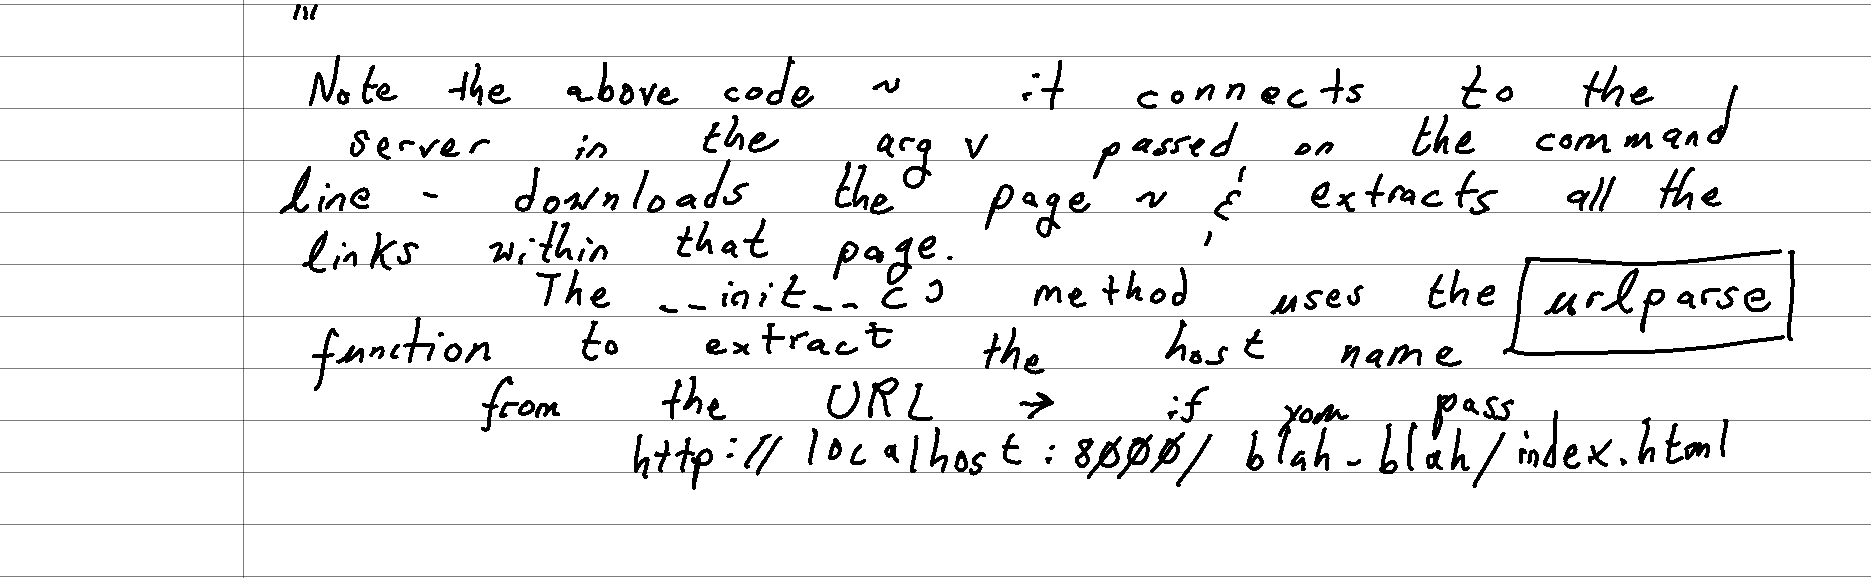 '''
Note the above code ~ it connects to the
server in the argv passed on the command
line - downloads the page ~ & extracts all the
links within that page.
The __init__() method uses the urlparse
function to extract the host name
from the URL → if you pass
http://localhost:8000/blah-blah/index.html